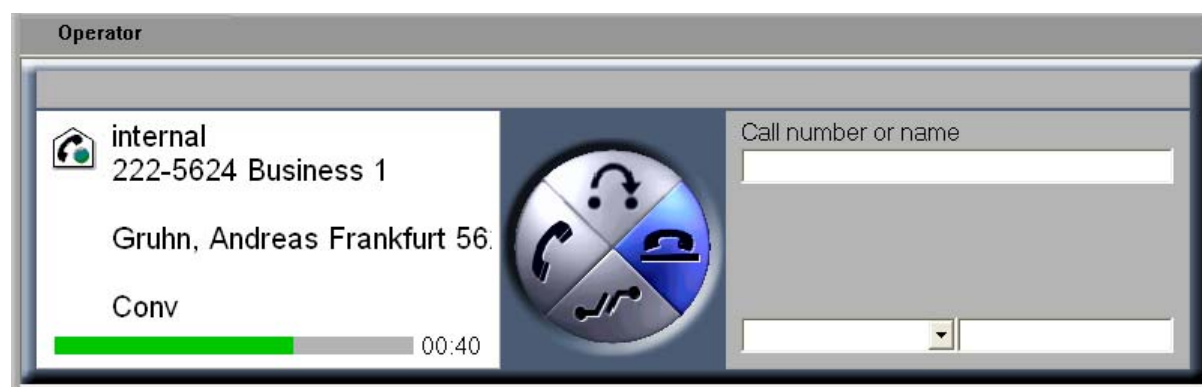 Operator
internal
222-5624 Business 1
Gruhn, Andreas Frankfurt 56
Conv
00:40
Call number or name